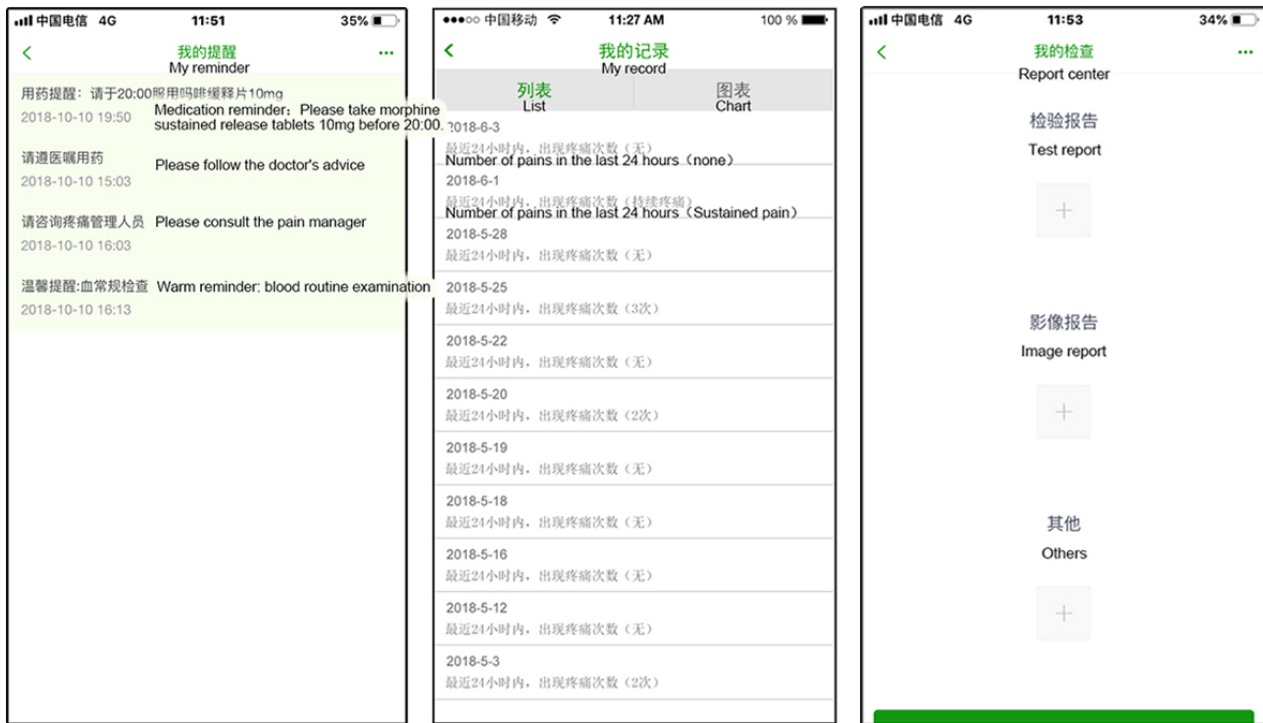 中国电信 4G 11:51 35%
我的提醒
My reminder
用药提醒：请于20:00服用吗啡缓释片10mg
2018-10-10 19:50
Medication reminder：Please take morphine
sustained release tablets 10mg before 20:00.
请遵医嘱用药
Please follow the doctor's advice
2018-10-10 15:03
请咨询疼痛管理人员
Please consult the pain manager
2018-10-10 16:03
温馨提醒:血常规检查
Warm reminder: blood routine examination
2018-10-10 16:13
中国移动 11:27 AM 100 %
我的记录
My record
列表
List
图表
Chart
2018-6-3
最近24小时内，出现疼痛次数（无）
Number of pains in the last 24 hours（none）
2018-6-1
最近24小时内，出现疼痛次数（持续疼痛）
Number of pains in the last 24 hours（Sustained pain）
2018-5-28
最近24小时内，出现疼痛次数（无）
2018-5-25
最近24小时内，出现疼痛次数（3次）
2018-5-22
最近24小时内，出现疼痛次数（无）
2018-5-20
最近24小时内，出现疼痛次数（2次）
2018-5-19
最近24小时内，出现疼痛次数（无）
2018-5-18
最近24小时内，出现疼痛次数（无）
2018-5-16
最近24小时内，出现疼痛次数（无）
2018-5-12
最近24小时内，出现疼痛次数（无）
2018-5-3
最近24小时内，出现疼痛次数（2次）
中国电信 4G 11:53 34%
我的检查
Report center
检验报告
Test report
影像报告
Image report
其他
Others